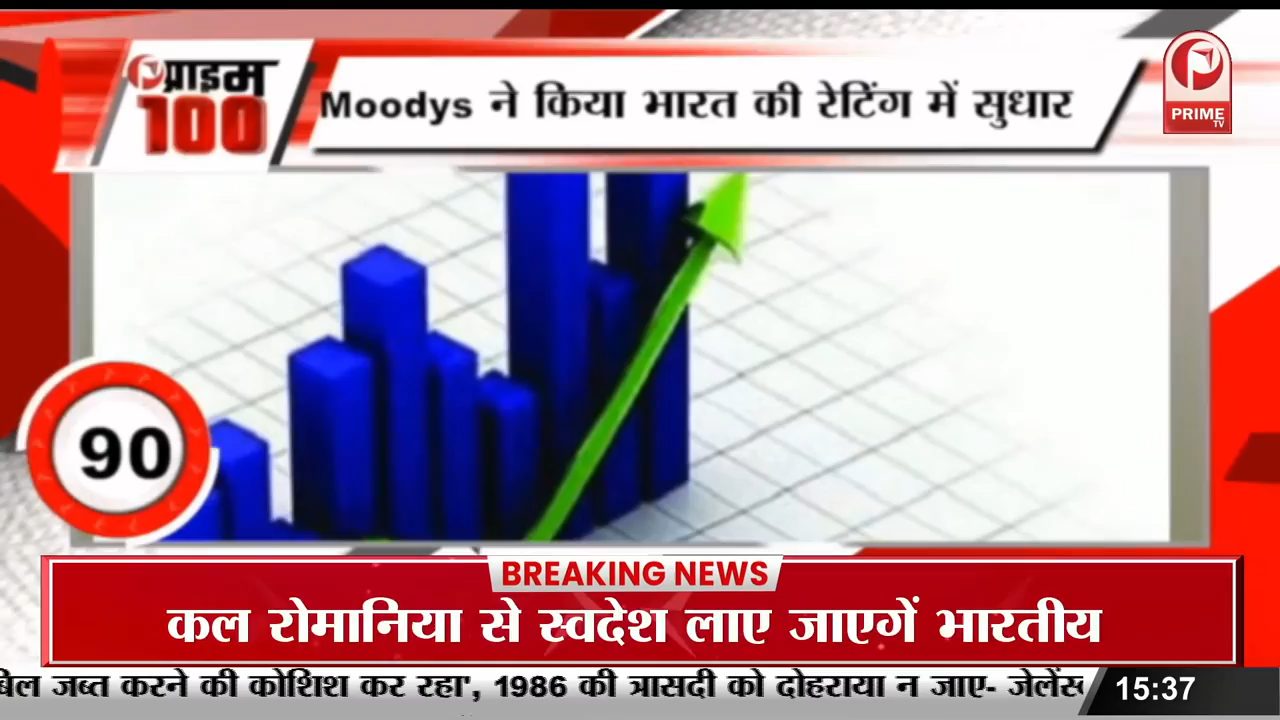 प्राइम
100
Moodys ने किया भारत की रेटिंग में सुधार
PRIME
TV
90
BREAKING NEWS
कल रोमानिया से स्वदेश लाए जाएगें भारतीय
जब्त करने की कोशिश कर रहा', 1986 की त्रासदी को दोहराया न जाए-
15:37